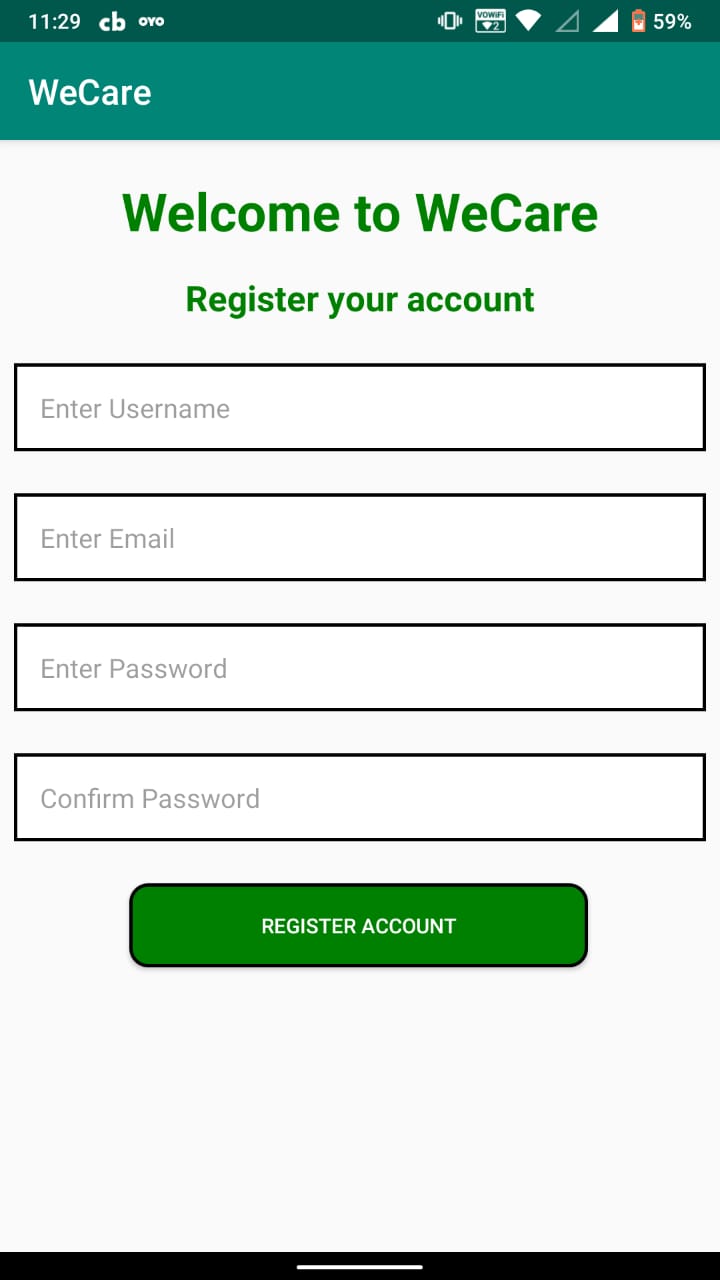 11:29 cb OYO VOWiFi 2 59%
WeCare
Welcome to WeCare
Register your account
Enter Username
Enter Email
Enter Password
Confirm Password
REGISTER ACCOUNT